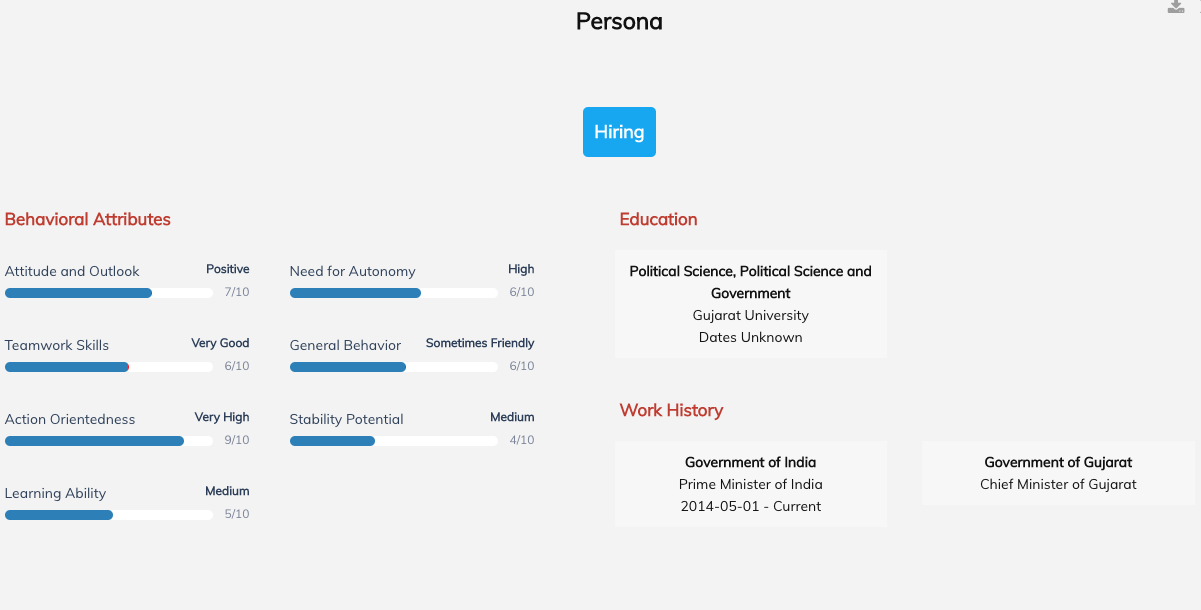 Persona
Hiring
Behavioral Attributes
Attitude and Outlook Positive
7/10
Need for Autonomy High
6/10
Teamwork Skills Very Good
6/10
General Behavior Sometimes Friendly
6/10
Action Orientedness Very High
9/10
Stability Potential Medium
4/10
Learning Ability Medium
5/10
Education
Political Science, Political Science and
Government
Gujarat University
Dates Unknown
Work History
Government of India
Prime Minister of India
2014-05-01 - Current
Government of Gujarat
Chief Minister of Gujarat